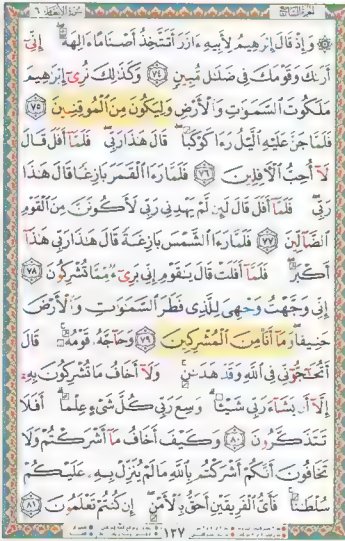 الجزء السابع سورة الأنعام ٦
۞ وَإِذْ قَالَ إِبْرَٰهِيمُ لِأَبِيهِ ءَازَرَ أَتَتَّخِذُ أَصْنَامًا ءَالِهَةً إِنِّىٓ
أَرَىٰكَ وَقَوْمَكَ فِى ضَلَٰلٍ مُّبِينٍ ٧٤ وَكَذَٰلِكَ نُرِىٓ إِبْرَٰهِيمَ
مَلَكُوتَ ٱلسَّمَٰوَٰتِ وَٱلْأَرْضِ وَلِيَكُونَ مِنَ ٱلْمُوقِنِينَ ٧٥
فَلَمَّا جَنَّ عَلَيْهِ ٱلَّيْلُ رَءَا كَوْكَبًا قَالَ هَٰذَا رَبِّى فَلَمَّآ أَفَلَ قَالَ
لَآ أُحِبُّ ٱلْأٓفِلِينَ ٧٦ فَلَمَّا رَءَا ٱلْقَمَرَ بَازِغًا قَالَ هَٰذَا
رَبِّى فَلَمَّآ أَفَلَ قَالَ لَئِن لَّمْ يَهْدِنِى رَبِّى لَأَكُونَنَّ مِنَ ٱلْقَوْمِ
ٱلضَّآلِّينَ ٧٧ فَلَمَّا رَءَا ٱلشَّمْسَ بَازِغَةً قَالَ هَٰذَا رَبِّى هَٰذَآ
أَكْبَرُ فَلَمَّآ أَفَلَتْ قَالَ يَٰقَوْمِ إِنِّى بَرِىٓءٌ مِّمَّا تُشْرِكُونَ ٧٨
إِنِّى وَجَّهْتُ وَجْهِىَ لِلَّذِى فَطَرَ ٱلسَّمَٰوَٰتِ وَٱلْأَرْضَ
حَنِيفًا وَمَآ أَنَا۠ مِنَ ٱلْمُشْرِكِينَ ٧٩ وَحَآجَّهُۥ قَوْمُهُۥ قَالَ
أَتُحَٰٓجُّوٓنِّى فِى ٱللَّهِ وَقَدْ هَدَىٰنِ وَلَآ أَخَافُ مَا تُشْرِكُونَ بِهِۦٓ
إِلَّآ أَن يَشَآءَ رَبِّى شَيْـًٔا وَسِعَ رَبِّى كُلَّ شَىْءٍ عِلْمًا أَفَلَا
تَتَذَكَّرُونَ ٨٠ وَكَيْفَ أَخَافُ مَآ أَشْرَكْتُمْ وَلَا
تَخَافُونَ أَنَّكُمْ أَشْرَكْتُم بِٱللَّهِ مَا لَمْ يُنَزِّلْ بِهِۦ عَلَيْكُمْ
سُلْطَٰنًا فَأَىُّ ٱلْفَرِيقَيْنِ أَحَقُّ بِٱلْأَمْنِ إِن كُنتُمْ تَعْلَمُونَ ٨١
١٣٧